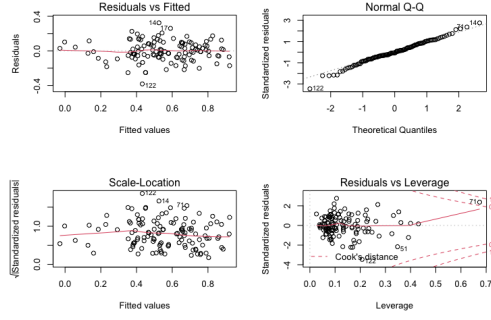 Residuals vs Fitted
Residuals
0.4
0.0
-0.4
14
17
122
0.0 0.2 0.4 0.6 0.8
Fitted values
Normal Q-Q
Standardized residuals
3
1
-1
-3
71
14
122
-2 -1 0 1 2
Theoretical Quantiles
Scale-Location
√|Standardized residuals|
1.0
0.0
122
14
71
0.0 0.2 0.4 0.6 0.8
Fitted values
Residuals vs Leverage
Standardized residuals
2
0
-2
-4
71
51
122
Cook's distance
0.0 0.1 0.2 0.3 0.4 0.5 0.6 0.7
Leverage